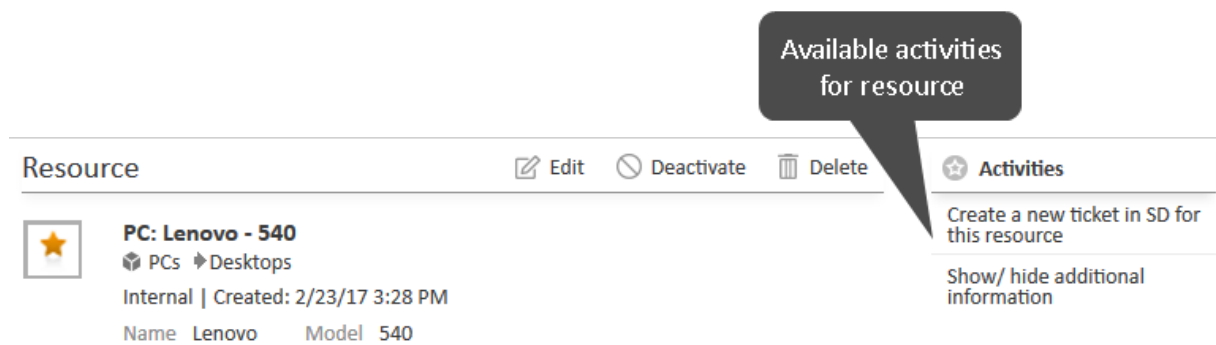 Available activities
for resource
Resource
Edit
Deactivate
Delete
Activities
PC: Lenovo - 540
PCs Desktops
Internal | Created: 2/23/17 3:28 PM
Name Lenovo Model 540
Create a new ticket in SD for
this resource
Show/ hide additional
information